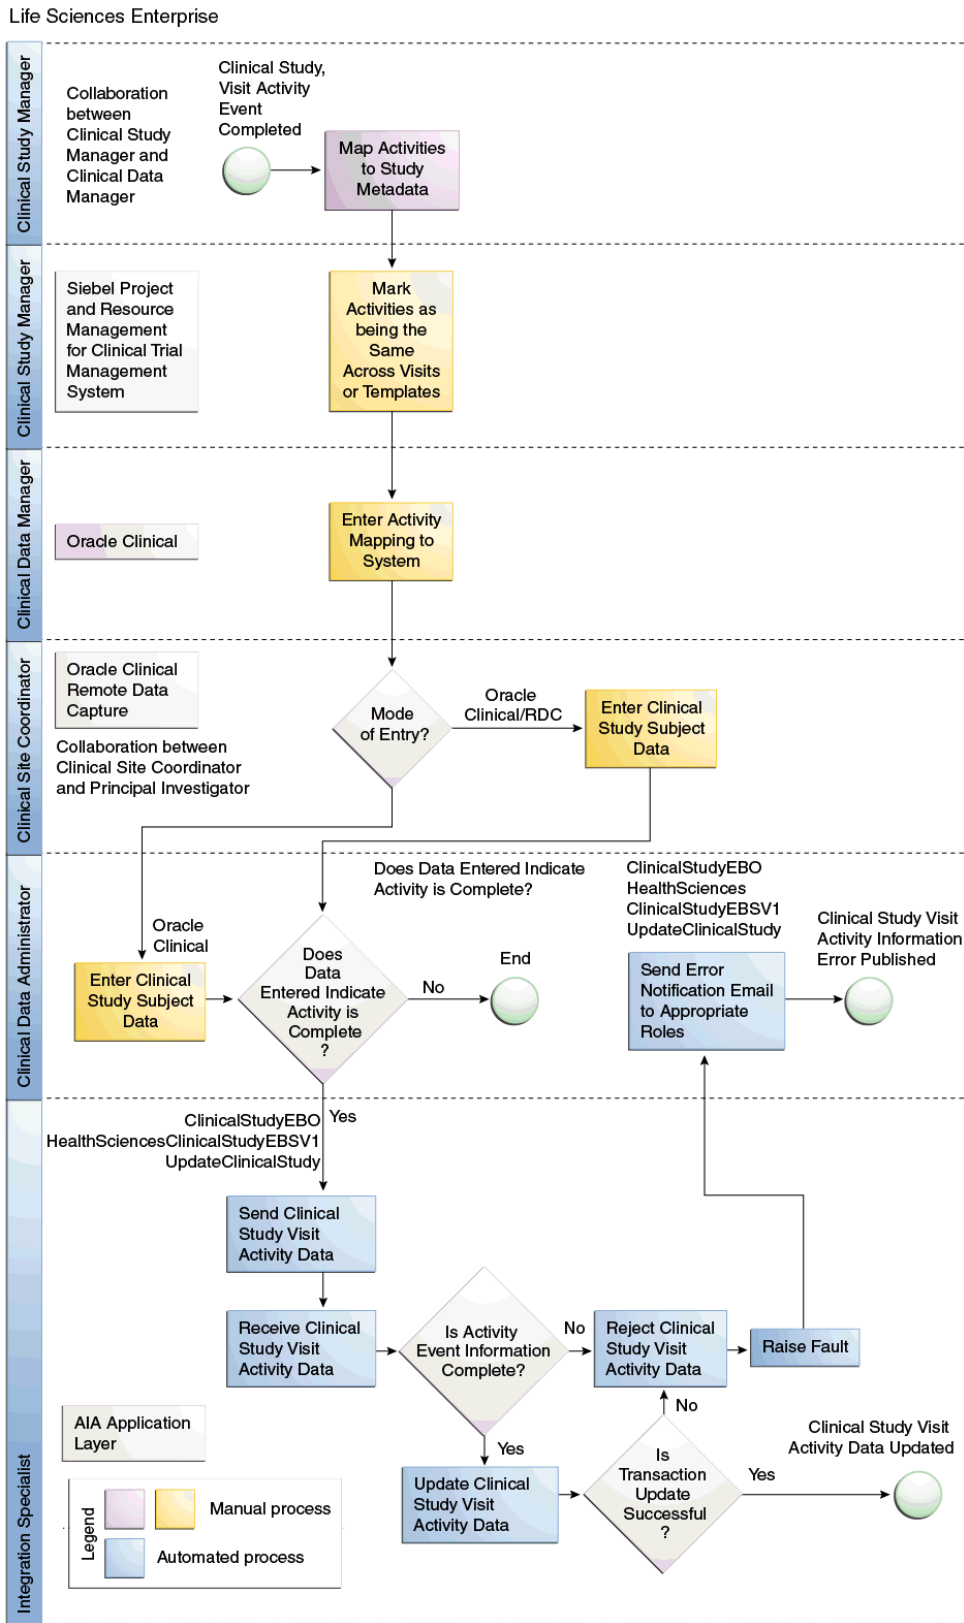 Life Sciences Enterprise
Clinical Study Manager
Collaboration
between
Clinical Study
Manager and
Clinical Data
Manager
Clinical Study,
Visit Activity
Event
Completed
Map Activities
to Study
Metadata
Clinical Study Manager
Siebel Project
and Resource
Management
for Clinical Trial
Management
System
Mark
Activities as
being the
Same
Across Visits
or Templates
Clinical Data Manager
Oracle Clinical
Enter Activity
Mapping to
System
Clinical Site Coordinator
Oracle Clinical
Remote Data
Capture
Collaboration between
Clinical Site Coordinator
and Principal Investigator
Mode
of Entry?
Oracle
Clinical/RDC
Enter Clinical
Study Subject
Data
Clinical Data Administrator
Oracle
Clinical
Enter Clinical
Study Subject
Data
Does Data Entered Indicate
Activity is Complete?
Does
Data
Entered Indicate
Activity is
Complete
?
No
End
ClinicalStudyEBO
HealthSciences
ClinicalStudyEBSV1
UpdateClinicalStudy
Send Error
Notification Email
to Appropriate
Roles
Clinical Study Visit
Activity Information
Error Published
Integration Specialist
Yes
ClinicalStudyEBO
HealthSciencesClinicalStudyEBSV1
UpdateClinicalStudy
Send Clinical
Study Visit
Activity Data
Receive Clinical
Study Visit
Activity Data
Is Activity
Event Information
Complete?
No
Reject Clinical
Study Visit
Activity Data
Raise Fault
Yes
Update Clinical
Study Visit
Activity Data
Is
Transaction
Update
Successful
?
No
Yes
Clinical Study Visit
Activity Data Updated
AIA Application
Layer
Legend
Manual process
Automated process